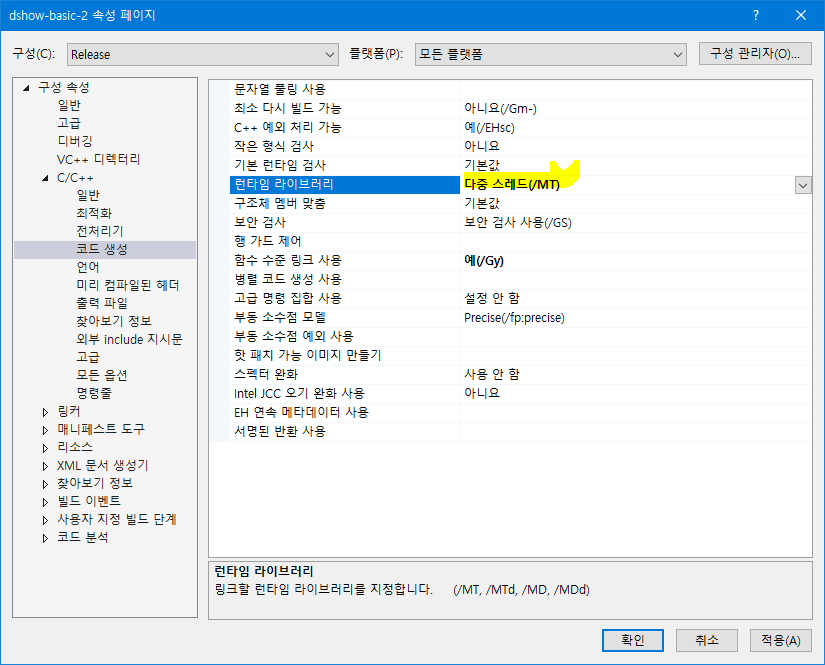 dshow-basic-2 속성 페이지
구성(C): Release 플랫폼(P): 모든 플랫폼 구성 관리자(O)...
구성 속성
일반
고급
디버깅
VC++ 디렉터리
C/C++
일반
최적화
전처리기
코드 생성
언어
미리 컴파일된 헤더
출력 파일
찾아보기 정보
외부 include 지시문
고급
모든 옵션
명령줄
링커
매니페스트 도구
리소스
XML 문서 생성기
찾아보기 정보
빌드 이벤트
사용자 지정 빌드 단계
코드 분석
문자열 풀링 사용
최소 다시 빌드 가능 아니요(/Gm-)
C++ 예외 처리 가능 예(/EHsc)
작은 형식 검사 아니요
기본 런타임 검사 기본값
런타임 라이브러리 다중 스레드(/MT)
구조체 멤버 맞춤 기본값
보안 검사 보안 검사 사용(/GS)
행 가드 제어
함수 수준 링크 사용 예(/Gy)
병렬 코드 생성 사용
고급 명령 집합 사용 설정 안 함
부동 소수점 모델 Precise(/fp:precise)
부동 소수점 예외 사용
핫 패치 가능 이미지 만들기
스펙터 완화 사용 안 함
Intel JCC 오기 완화 사용 아니요
EH 연속 메타데이터 사용
서명된 반환 사용
런타임 라이브러리
링크할 런타임 라이브러리를 지정합니다. (/MT, /MTd, /MD, /MDd)
확인 취소 적용(A)